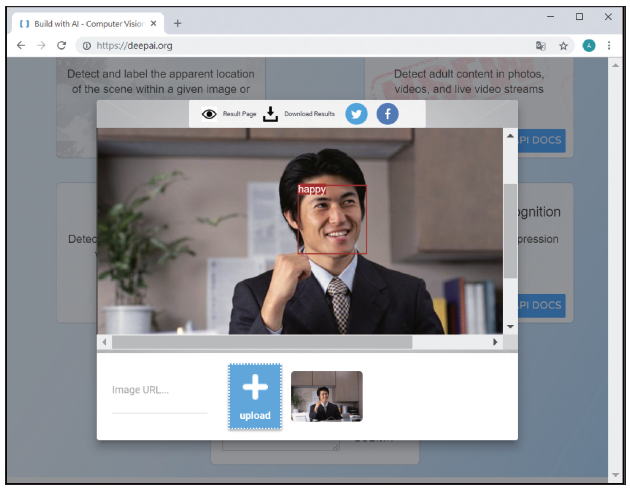 [ ] Build with AI - Computer Vision
https://deepai.org
A
Detect and label the apparent location
of the scene within a given image or
Detect adult content in photos,
videos, and live video streams
Result Page
Download Results
API DOCS
happy
ognition
Detec
pression
API DOCS
Image URL...
upload